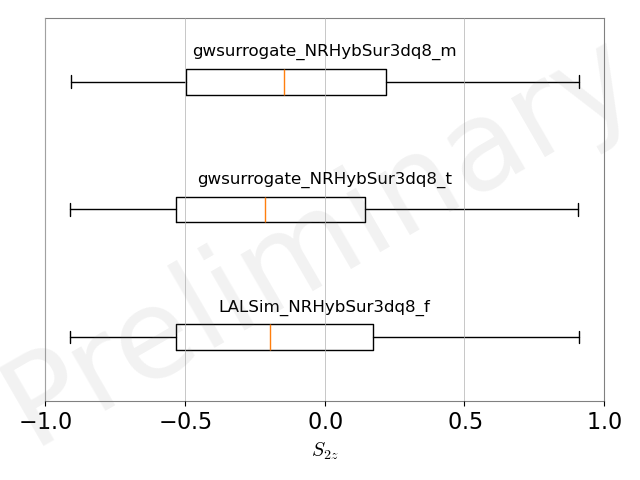 gwsurrogate_NRHybSur3dq8_m
gwsurrogate_NRHybSur3dq8_t
LALSim_NRHybSur3dq8_f
Preliminary
−1.0 −0.5 0.0 0.5 1.0
S₂z